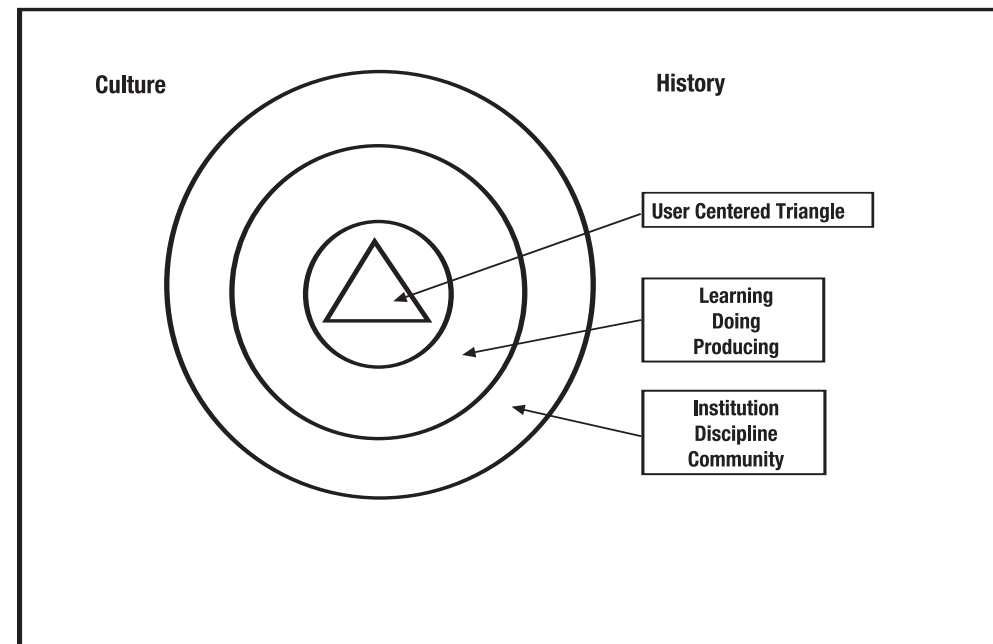 Culture
History
User Centered Triangle
Learning
Doing
Producing
Institution
Discipline
Community